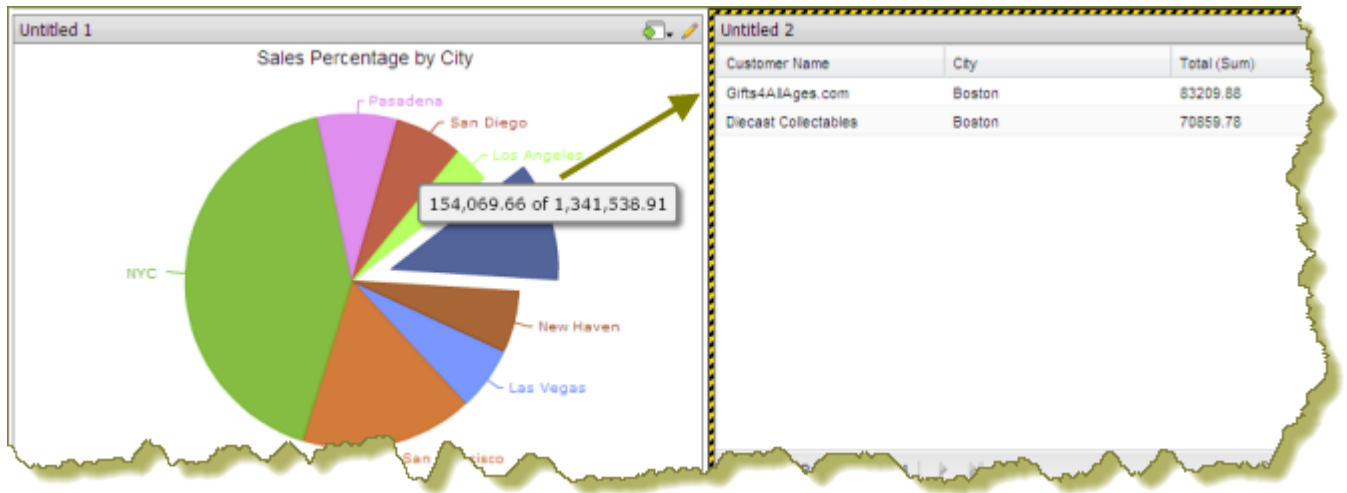 Untitled 1
Sales Percentage by City
Pasadena
San Diego
Los Angeles
154,069.66 of 1,341,538.91
NYC
New Haven
Las Vegas
San
Untitled 2
Customer Name City Total (Sum)
Gifts4AllAges.com Boston 83209.88
Diecast Collectables Boston 70859.78